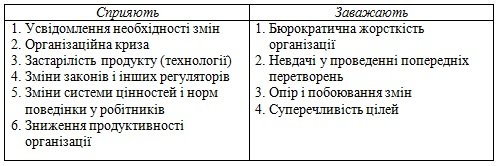 Сприяють
1. Усвідомлення необхідності змін
2. Організаційна криза
3. Застарілість продукту (технології)
4. Зміни законів і інших регуляторів
5. Зміни системи цінностей і норм
поведінки у робітників
6. Зниження продуктивності
організації
Заважають
1. Бюрократична жорсткість
організації
2. Невдачі у проведенні попередніх
перетворень
3. Опір і побоювання змін
4. Суперечливість цілей